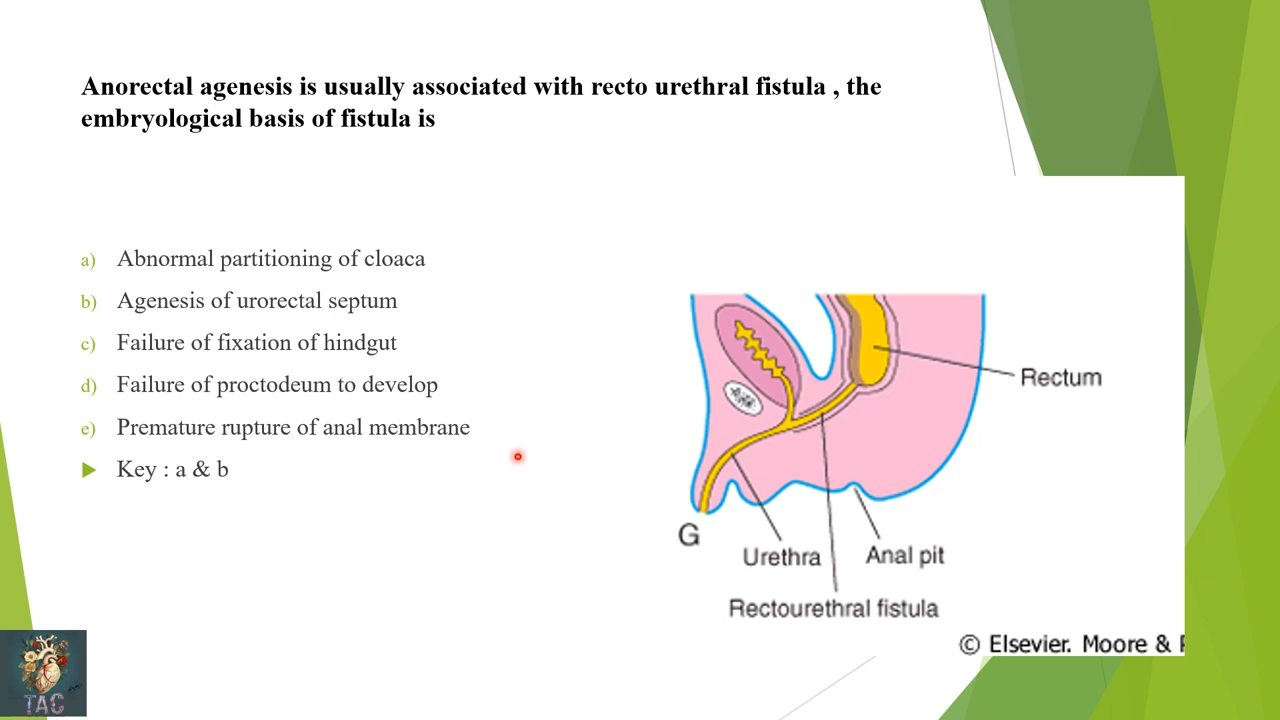 Anorectal agenesis is usually associated with recto urethral fistula , the
embryological basis of fistula is
a) Abnormal partitioning of cloaca
b) Agenesis of urorectal septum
c) Failure of fixation of hindgut
d) Failure of proctodeum to develop
e) Premature rupture of anal membrane
Key : a & b
Rectum
G
Urethra
Anal pit
Rectourethral fistula
© Elsevier. Moore &
TAC